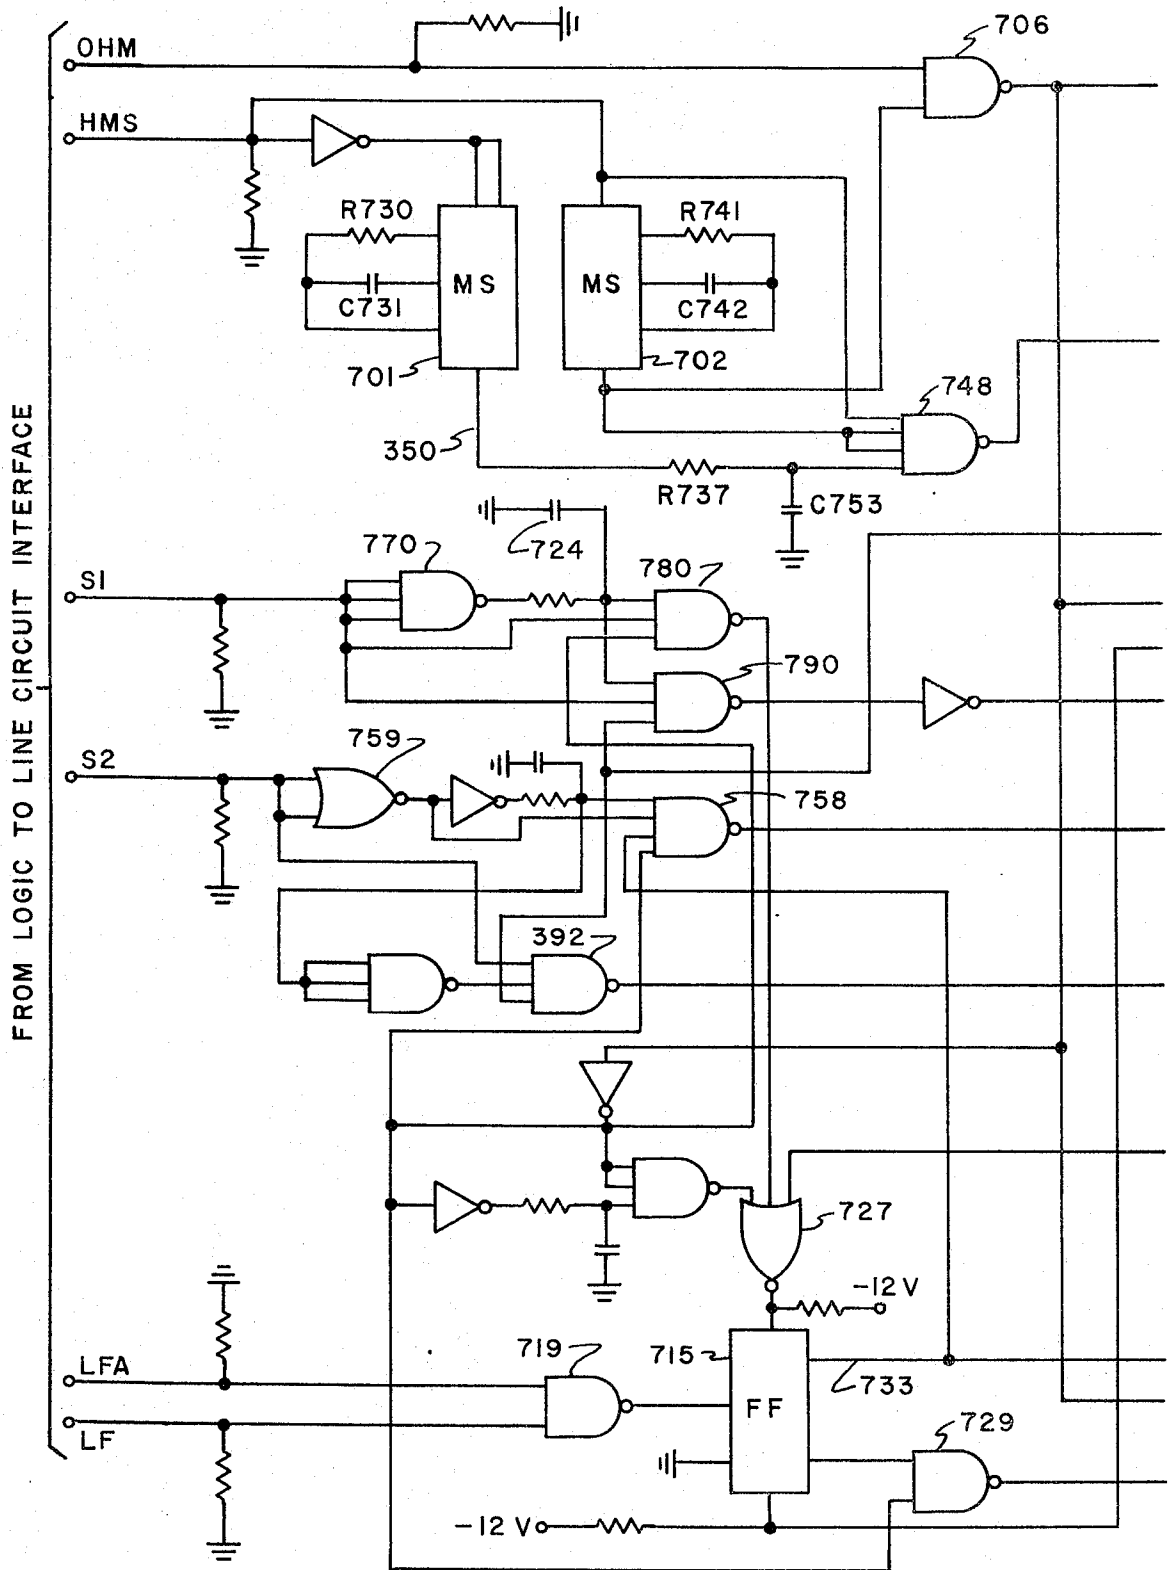 706
OHM
HMS
R730
R741
MS
MS
C731
C742
701
702
748
350
R737
C753
724
770
780
S1
790
759
S2
758
392
727
-12 V
719
715
LFA
733
FF
729
LF
-12 V
FROM LOGIC TO LINE CIRCUIT INTERFACE